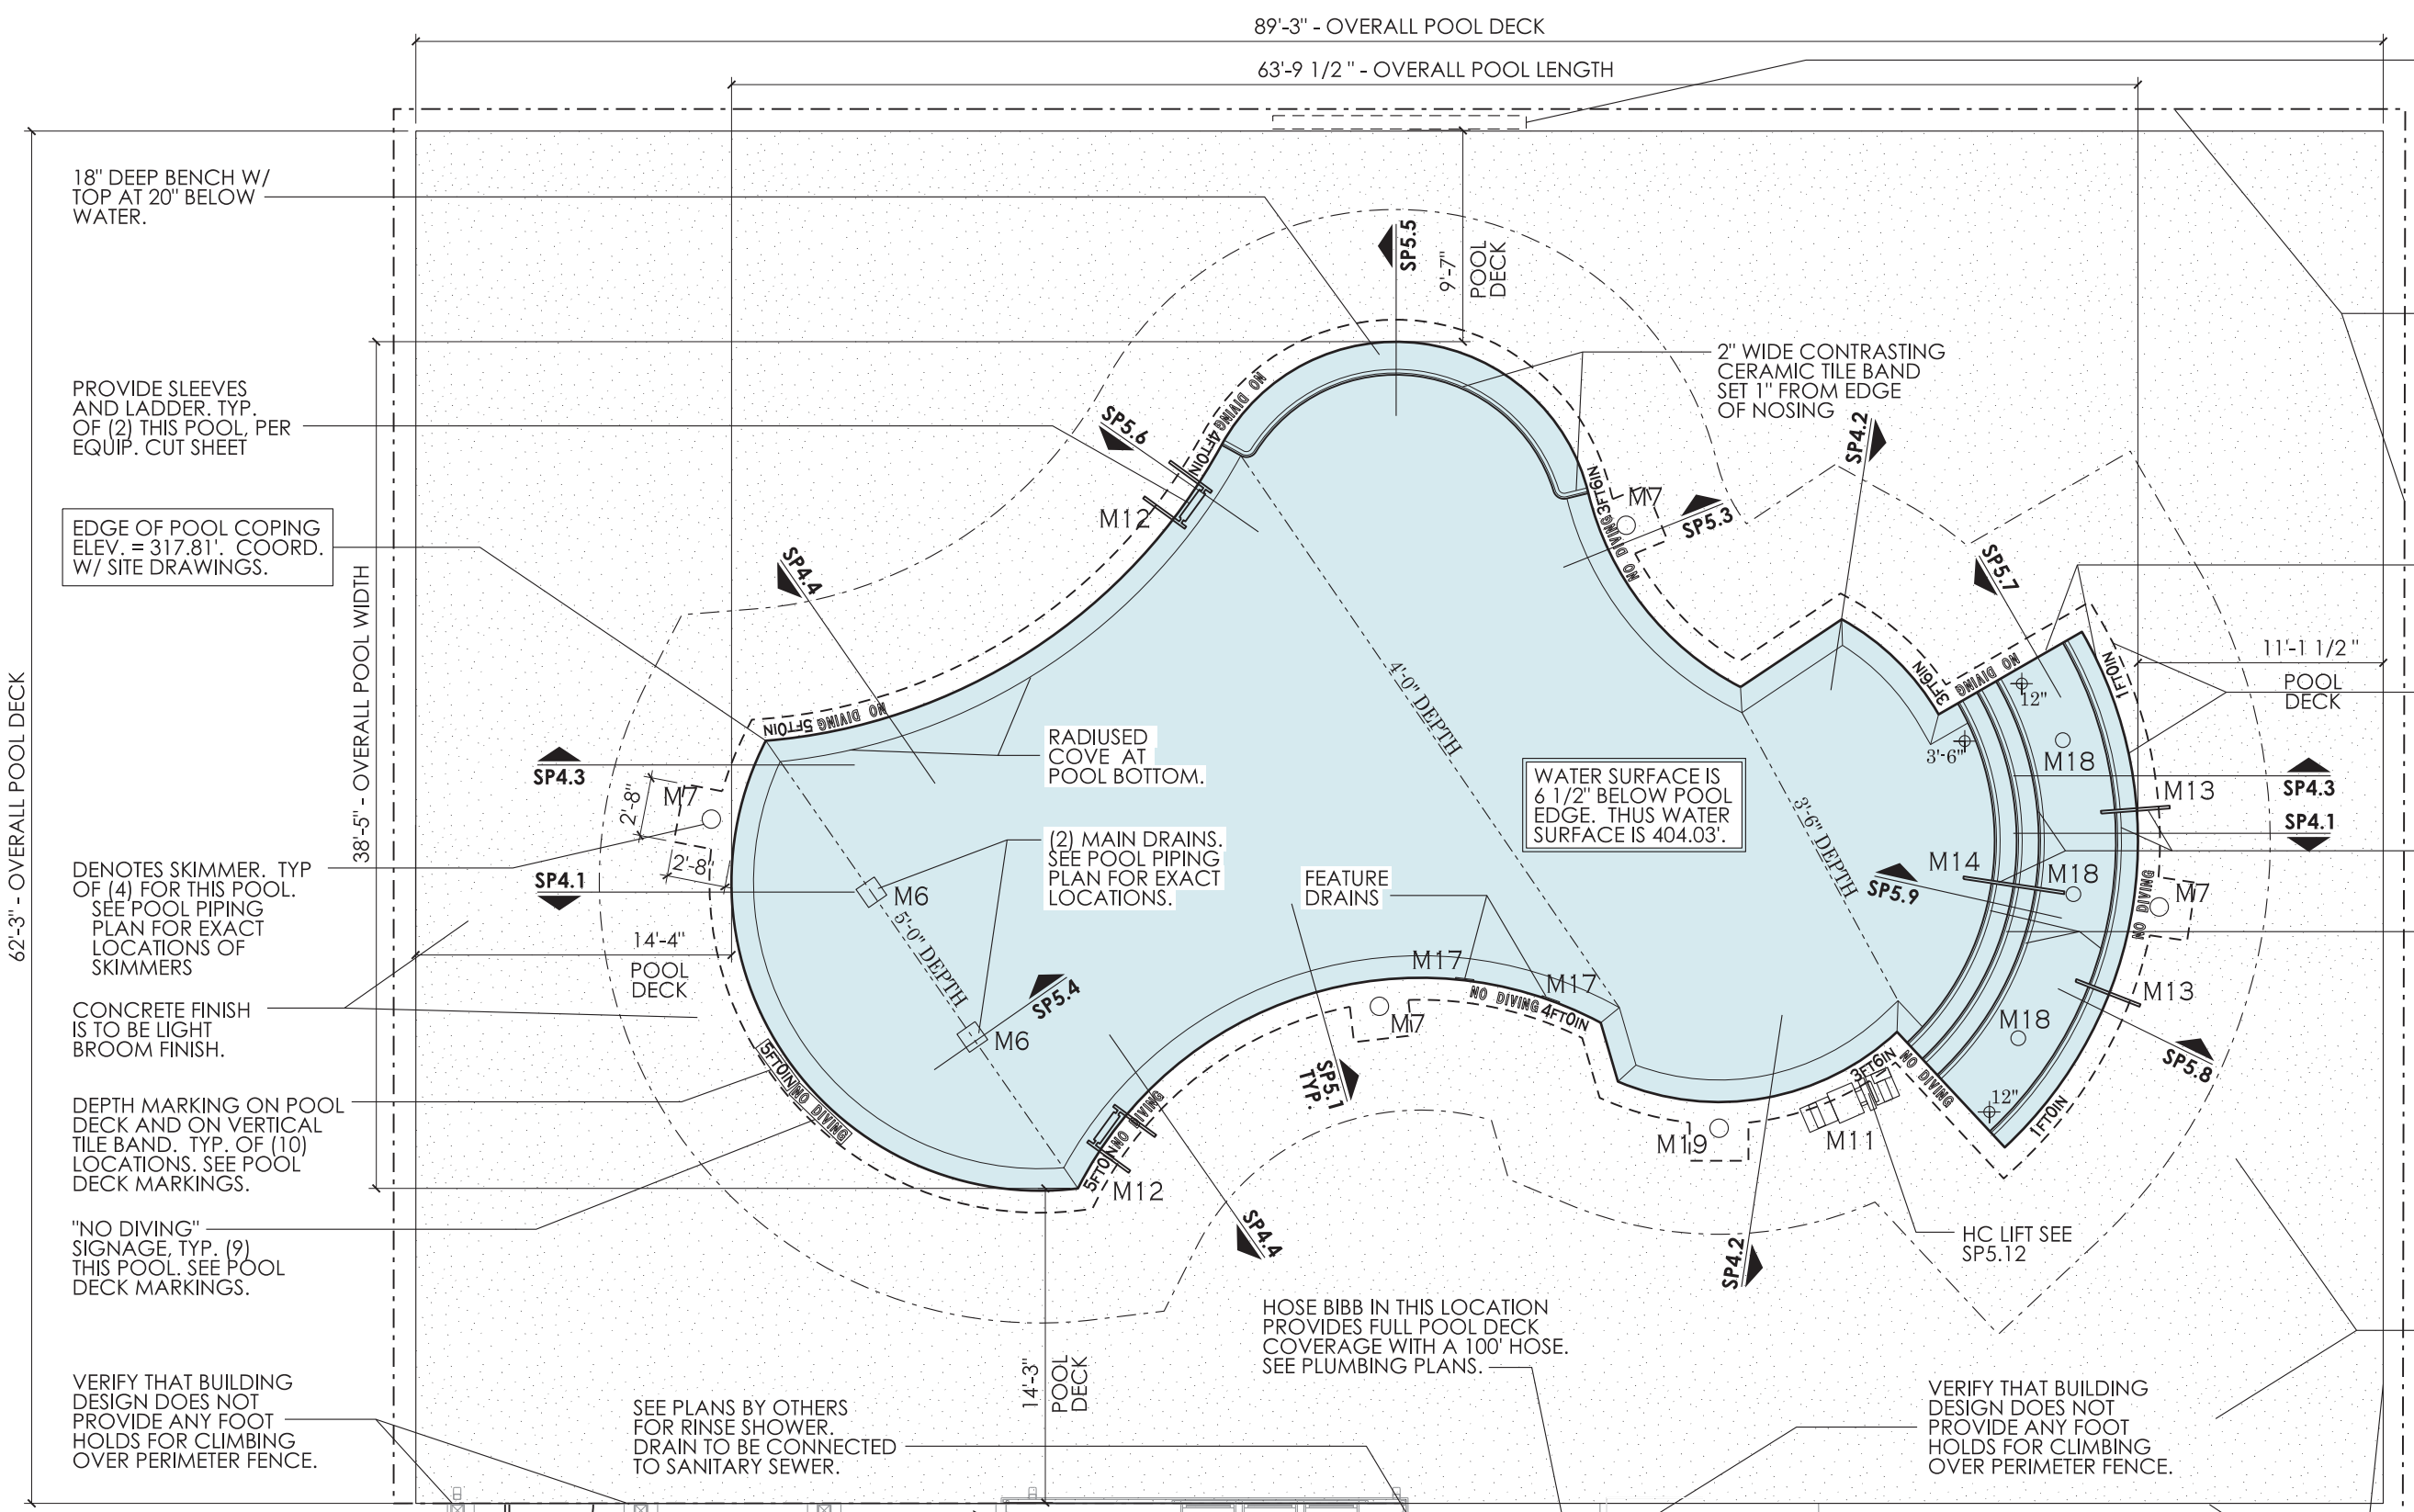 89'-3" - OVERALL POOL DECK
63'-9 1/2 " - OVERALL POOL LENGTH
18" DEEP BENCH W/
TOP AT 20" BELOW
WATER.
9'-7"
POOL
DECK
SP5.5
2" WIDE CONTRASTING
CERAMIC TILE BAND
SET 1" FROM EDGE
OF NOSING
PROVIDE SLEEVES
AND LADDER. TYP.
OF (2) THIS POOL, PER
EQUIP. CUT SHEET
SP5.6
NO DIVING
4FT0IN
M12
SP4.2
3FT6IN
NO DIVING
M7
SP5.3
EDGE OF POOL COPING
ELEV. = 317.81'. COORD.
W/ SITE DRAWINGS.
SP4.4
SP5.7
62'-3" - OVERALL POOL DECK
38'-5" - OVERALL POOL WIDTH
11'-1 1/2 "
POOL
DECK
3FT6IN
NO DIVING
1FT0IN
12"
3'-6"
5FT0IN
NO DIVING
4'-0" DEPTH
RADIUSED
COVE AT
POOL BOTTOM.
SP4.3
WATER SURFACE IS
6 1/2" BELOW POOL
EDGE. THUS WATER
SURFACE IS 404.03'.
3'-6" DEPTH
M18
M13
SP4.3
SP4.1
2'-8"
M7
2'-8"
(2) MAIN DRAINS.
SEE POOL PIPING
PLAN FOR EXACT
LOCATIONS.
DENOTES SKIMMER. TYP
OF (4) FOR THIS POOL.
SEE POOL PIPING
PLAN FOR EXACT
LOCATIONS OF
SKIMMERS
SP4.1
M6
FEATURE
DRAINS
M14
SP5.9
M18
M7
NO DIVING
5'-0" DEPTH
14'-4"
POOL
DECK
M17
M17
NO DIVING
4FT0IN
M7
SP5.4
M6
M13
M18
SP5.8
CONCRETE FINISH
IS TO BE LIGHT
BROOM FINISH.
5FT0IN
NO DIVING
SP5.1
TYP.
3FT6IN
NO DIVING
12"
1FT0IN
M11
M19
DEPTH MARKING ON POOL
DECK AND ON VERTICAL
TILE BAND. TYP. OF (10)
LOCATIONS. SEE POOL
DECK MARKINGS.
NO DIVING
5FT0IN
M12
SP4.4
SP4.2
HC LIFT SEE
SP5.12
"NO DIVING"
SIGNAGE, TYP. (9)
THIS POOL. SEE POOL
DECK MARKINGS.
HOSE BIBB IN THIS LOCATION
PROVIDES FULL POOL DECK
COVERAGE WITH A 100' HOSE.
SEE PLUMBING PLANS.
14'-3"
POOL
DECK
VERIFY THAT BUILDING
DESIGN DOES NOT
PROVIDE ANY FOOT
HOLDS FOR CLIMBING
OVER PERIMETER FENCE.
SEE PLANS BY OTHERS
FOR RINSE SHOWER.
DRAIN TO BE CONNECTED
TO SANITARY SEWER.
VERIFY THAT BUILDING
DESIGN DOES NOT
PROVIDE ANY FOOT
HOLDS FOR CLIMBING
OVER PERIMETER FENCE.